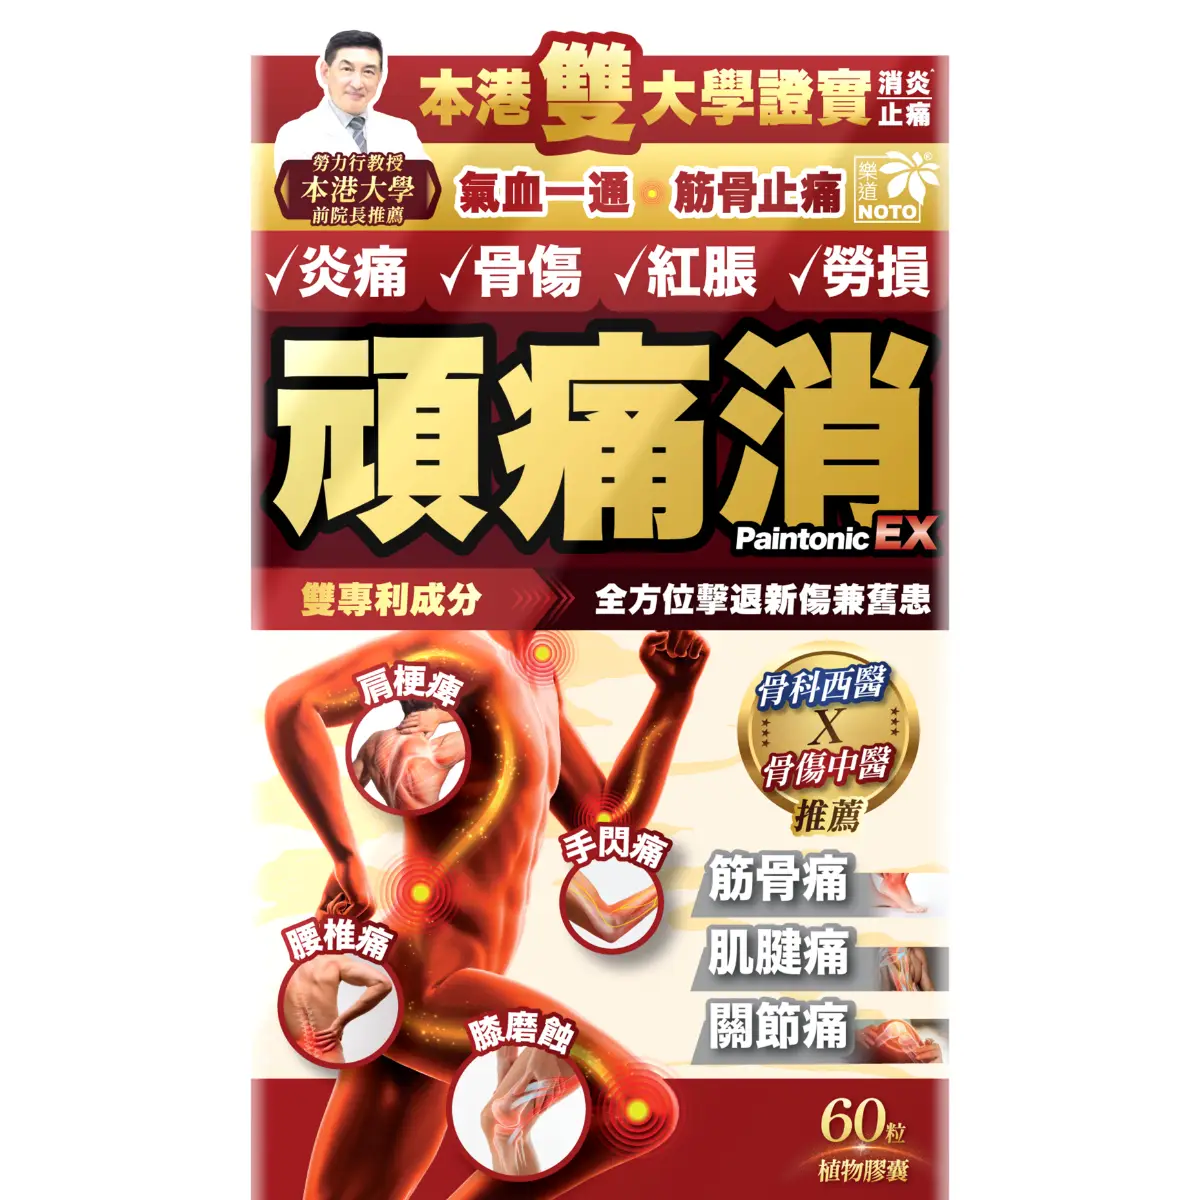 本港雙大學證實 消炎^
止痛
勞力行教授
本港大學
前院長推薦
氣血一通•筋骨止痛
樂道
NOTO
®
✓炎痛 ✓骨傷 ✓紅脹 ✓勞損
頑痛消
Paintonic EX
雙專利成分
全方位擊退新傷兼舊患
肩梗痺
骨科西醫
X
骨傷中醫
推薦
手閃痛
筋骨痛
腰椎痛
肌腱痛
膝磨蝕
關節痛
60粒
植物膠囊